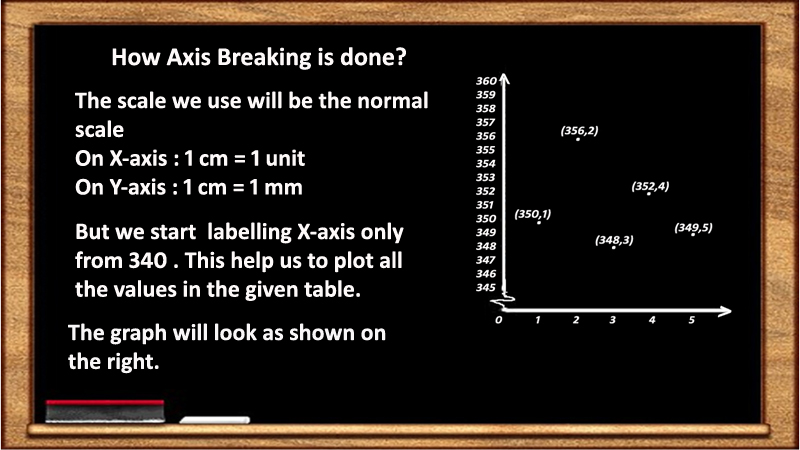 How Axis Breaking is done?
The scale we use will be the normal
scale
On X-axis : 1 cm = 1 unit
On Y-axis : 1 cm = 1 mm
But we start labelling X-axis only
from 340 . This help us to plot all
the values in the given table.
The graph will look as shown on
the right.
360
359
358
357
356
355
354
353
352
351
350
349
348
347
346
345
(356,2)
(352,4)
(350,1)
(349,5)
(348,3)
0 1 2 3 4 5